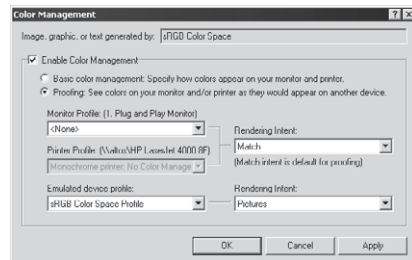 Color Management
Image, graphic, or text generated by: sRGB Color Space
Enable Color Management
Basic color management: Specify how colors appear on your monitor and printer.
Proofing: See colors on your monitor and/or printer as they would appear on another device.
Monitor Profile: (1. Plug and Play Monitor)
<None>
Rendering Intent:
Match
Printer Profile: (\\altos\HP LaserJet 4000 8F)
(Match intent is default for proofing)
Monochrome printer: No Color Manage
Emulated device profile:
Rendering Intent:
sRGB Color Space Profile
Pictures
OK
Cancel
Apply